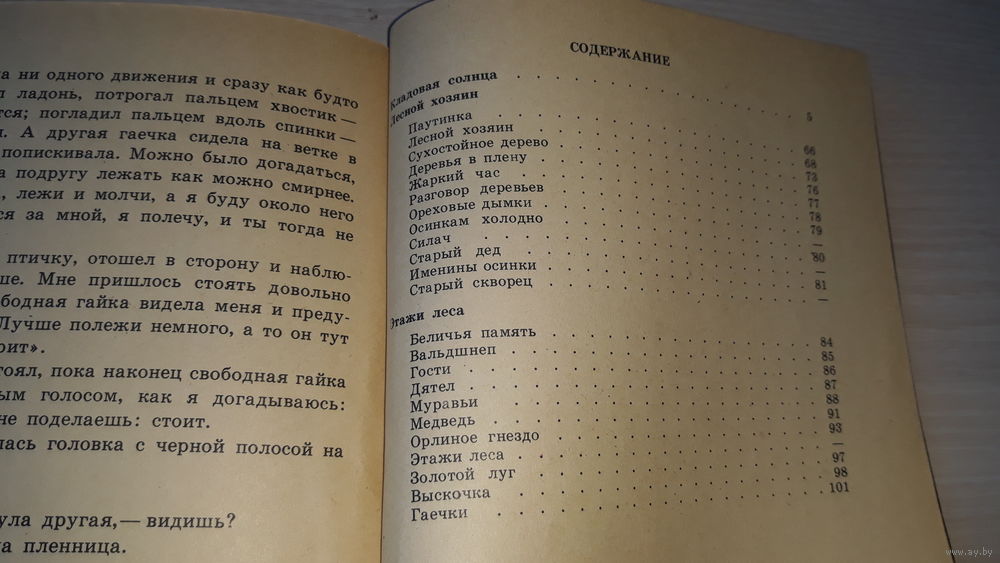 а ни одного движения и сразу как будто
л ладонь, потрогал пальцем хвостик —
тся; погладил пальцем вдоль спинки —
А другая гаечка сидела на ветке в
попискивала. Можно было догадаться,
а подругу лежать как можно смирнее.
, лежи и молчи, а я буду около него
ся за мной, я полечу, и ты тогда не
птичку, отошел в сторону и наблю-
ше. Мне пришлось стоять довольно
ободная гайка видела меня и преду-
Лучше полежи немного, а то он тут
рит».
тоял, пока наконец свободная гайка
ым голосом, как я догадываюсь:
не поделаешь: стоит.
лась головка с черной полосой на
ула другая,— видишь?
а пленница.
СОДЕРЖАНИЕ
Кладовая солнца . . . . . . 5
Лесной хозяин
Паутинка . . . . . . 66
Лесной хозяин . . . . . . 68
Сухостойное дерево . . . . . . 73
Деревья в плену . . . . . . 76
Жаркий час . . . . . . 77
Разговор деревьев . . . . . . 78
Ореховые дымки . . . . . . 79
Осинкам холодно . . . . . . —
Силач . . . . . . 80
Старый дед . . . . . . —
Именины осинки . . . . . . 81
Старый скворец . . . . . . —
Этажи леса
Беличья память . . . . . . 84
Вальдшнеп . . . . . . 85
Гости . . . . . . 86
Дятел . . . . . . 87
Муравьи . . . . . . 88
Медведь . . . . . . 91
Орлиное гнездо . . . . . . 93
Этажи леса . . . . . . —
Золотой луг . . . . . . 97
Выскочка . . . . . . 98
Гаечки . . . . . . 101
www.ay.by